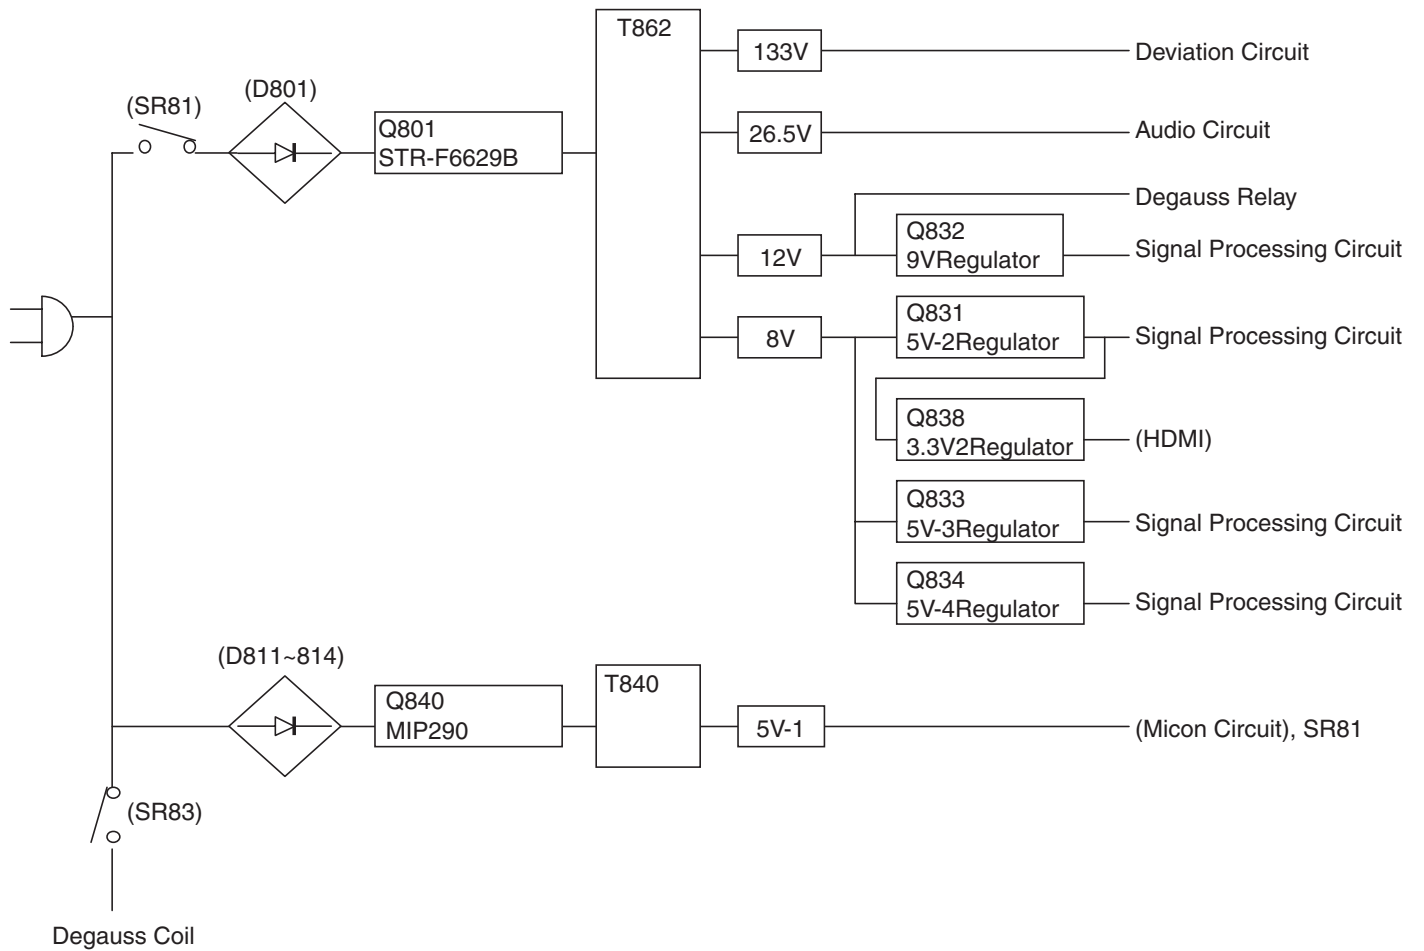 T862
133V
Deviation Circuit
(SR81)
(D801)
Q801
STR-F6629B
26.5V
Audio Circuit
Degauss Relay
12V
Q832
9VRegulator
Signal Processing Circuit
8V
Q831
5V-2Regulator
Signal Processing Circuit
Q838
3.3V2Regulator
(HDMI)
Q833
5V-3Regulator
Signal Processing Circuit
Q834
5V-4Regulator
Signal Processing Circuit
(D811~814)
Q840
MIP290
T840
5V-1
(Micon Circuit), SR81
(SR83)
Degauss Coil